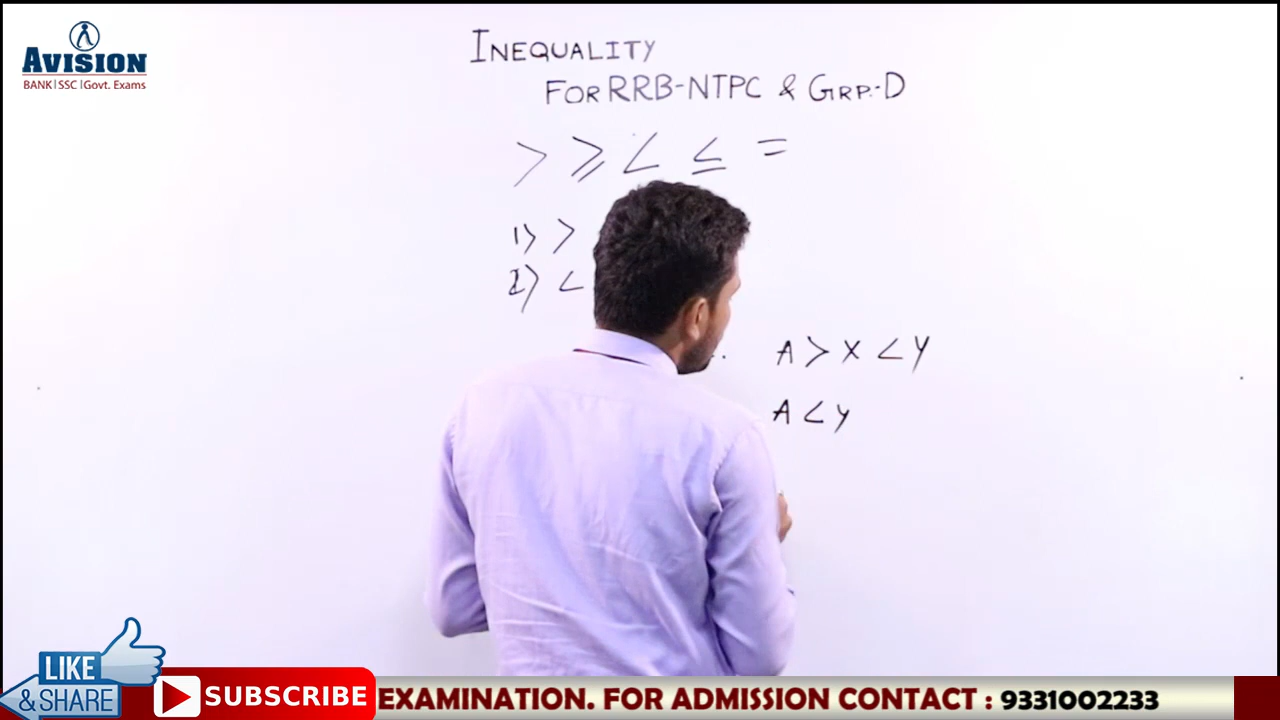 AVISION
BANK|SSC|Govt. Exams
INEQUALITY
FOR RRB-NTPC & GRP.-D
> ≥ < ≤ =
1) >
2) <
A > X < Y
A < Y
LIKE
& SHARE
SUBSCRIBE
EXAMINATION. FOR ADMISSION CONTACT : 9331002233